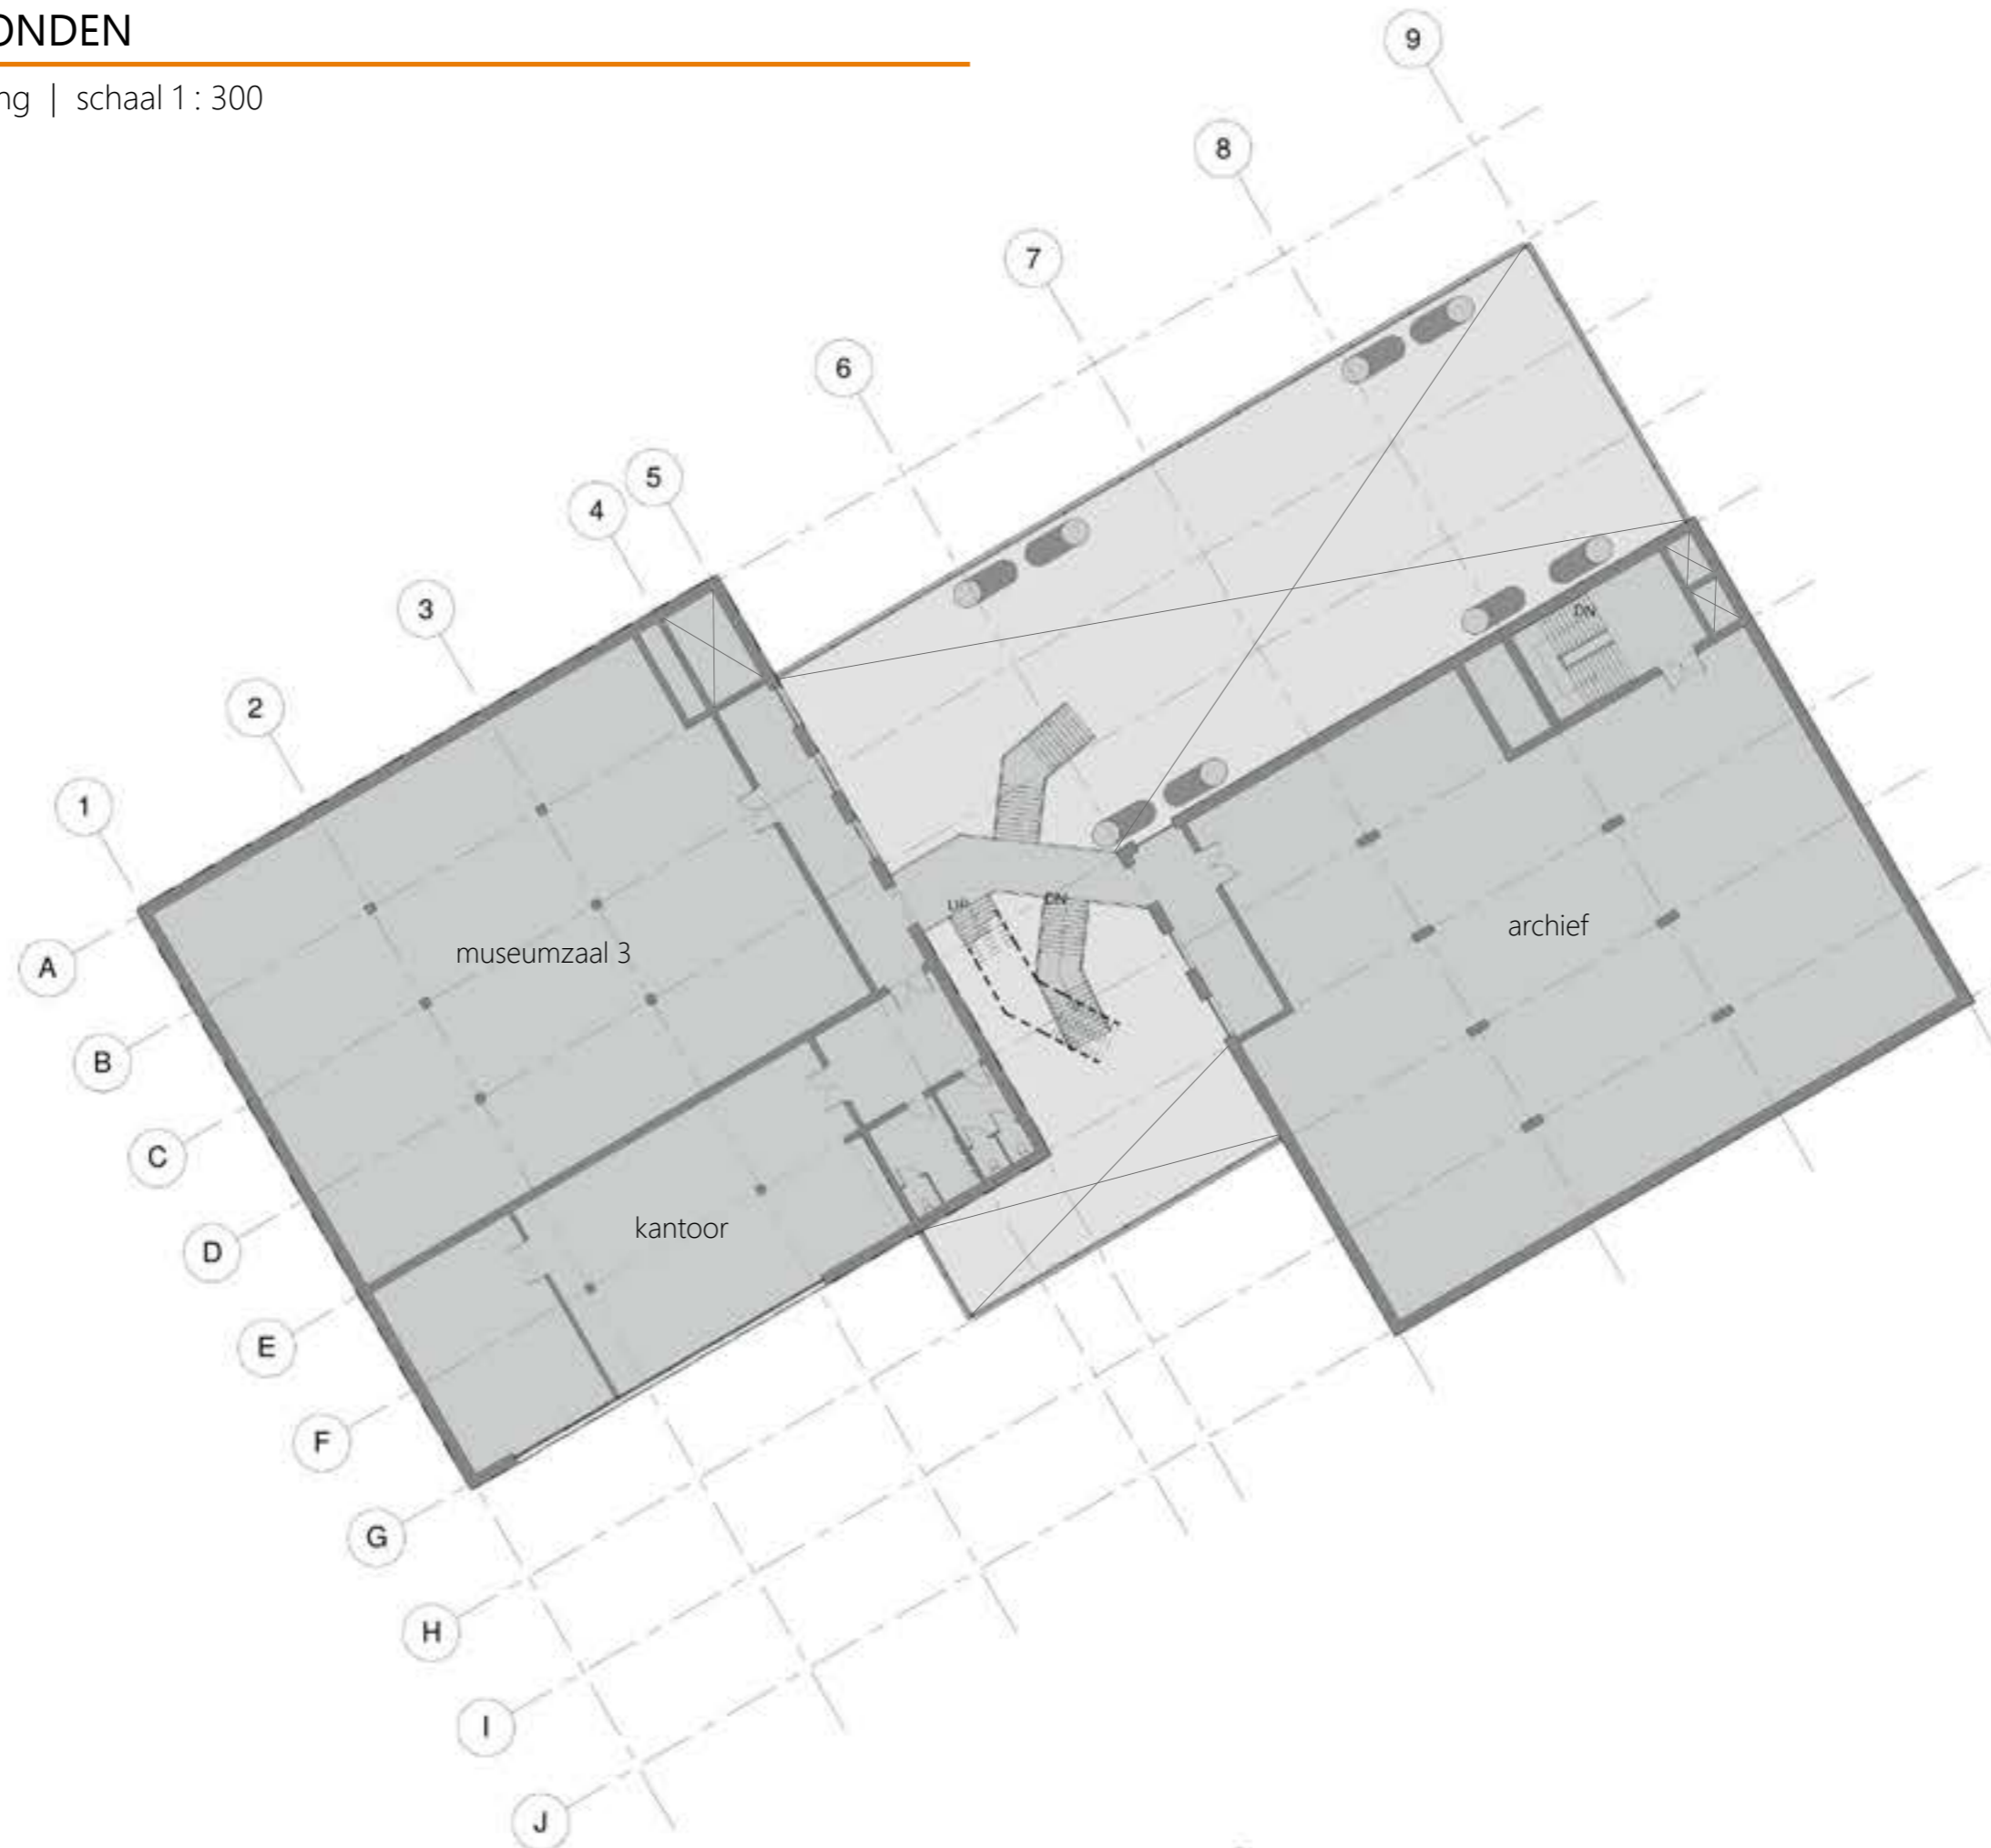 ONDEN
ng | schaal 1 : 300
9
8
7
6
5
4
3
2
1
A
B
C
D
E
F
G
H
I
J
museumzaal 3
archief
kantoor
UP
DN
DN